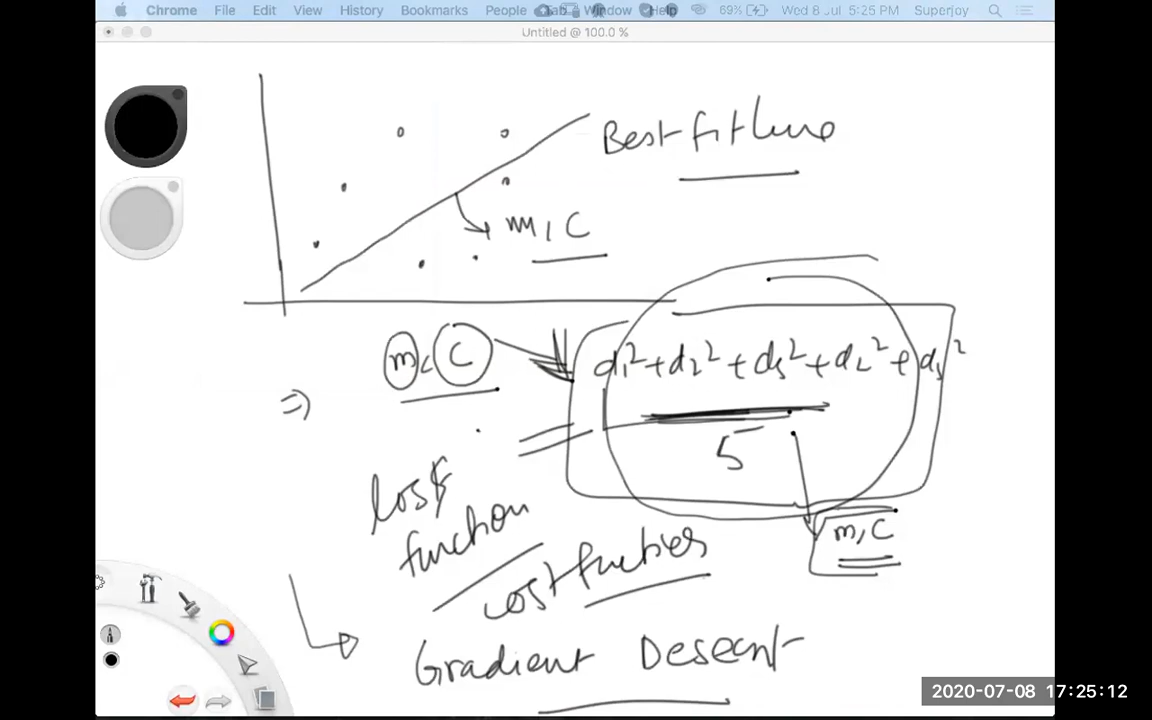 Chrome File Edit View History Bookmarks People Tab Window Help 69% Wed 8 Jul 5:25 PM Superjoy
Untitled @ 100.0 %
Best fit line
m, C
m, C
d1² + d2² + d3² + d2² + d5²
5
loss
function
m, C
cost function
Gradient Descent
2020-07-08 17:25:12